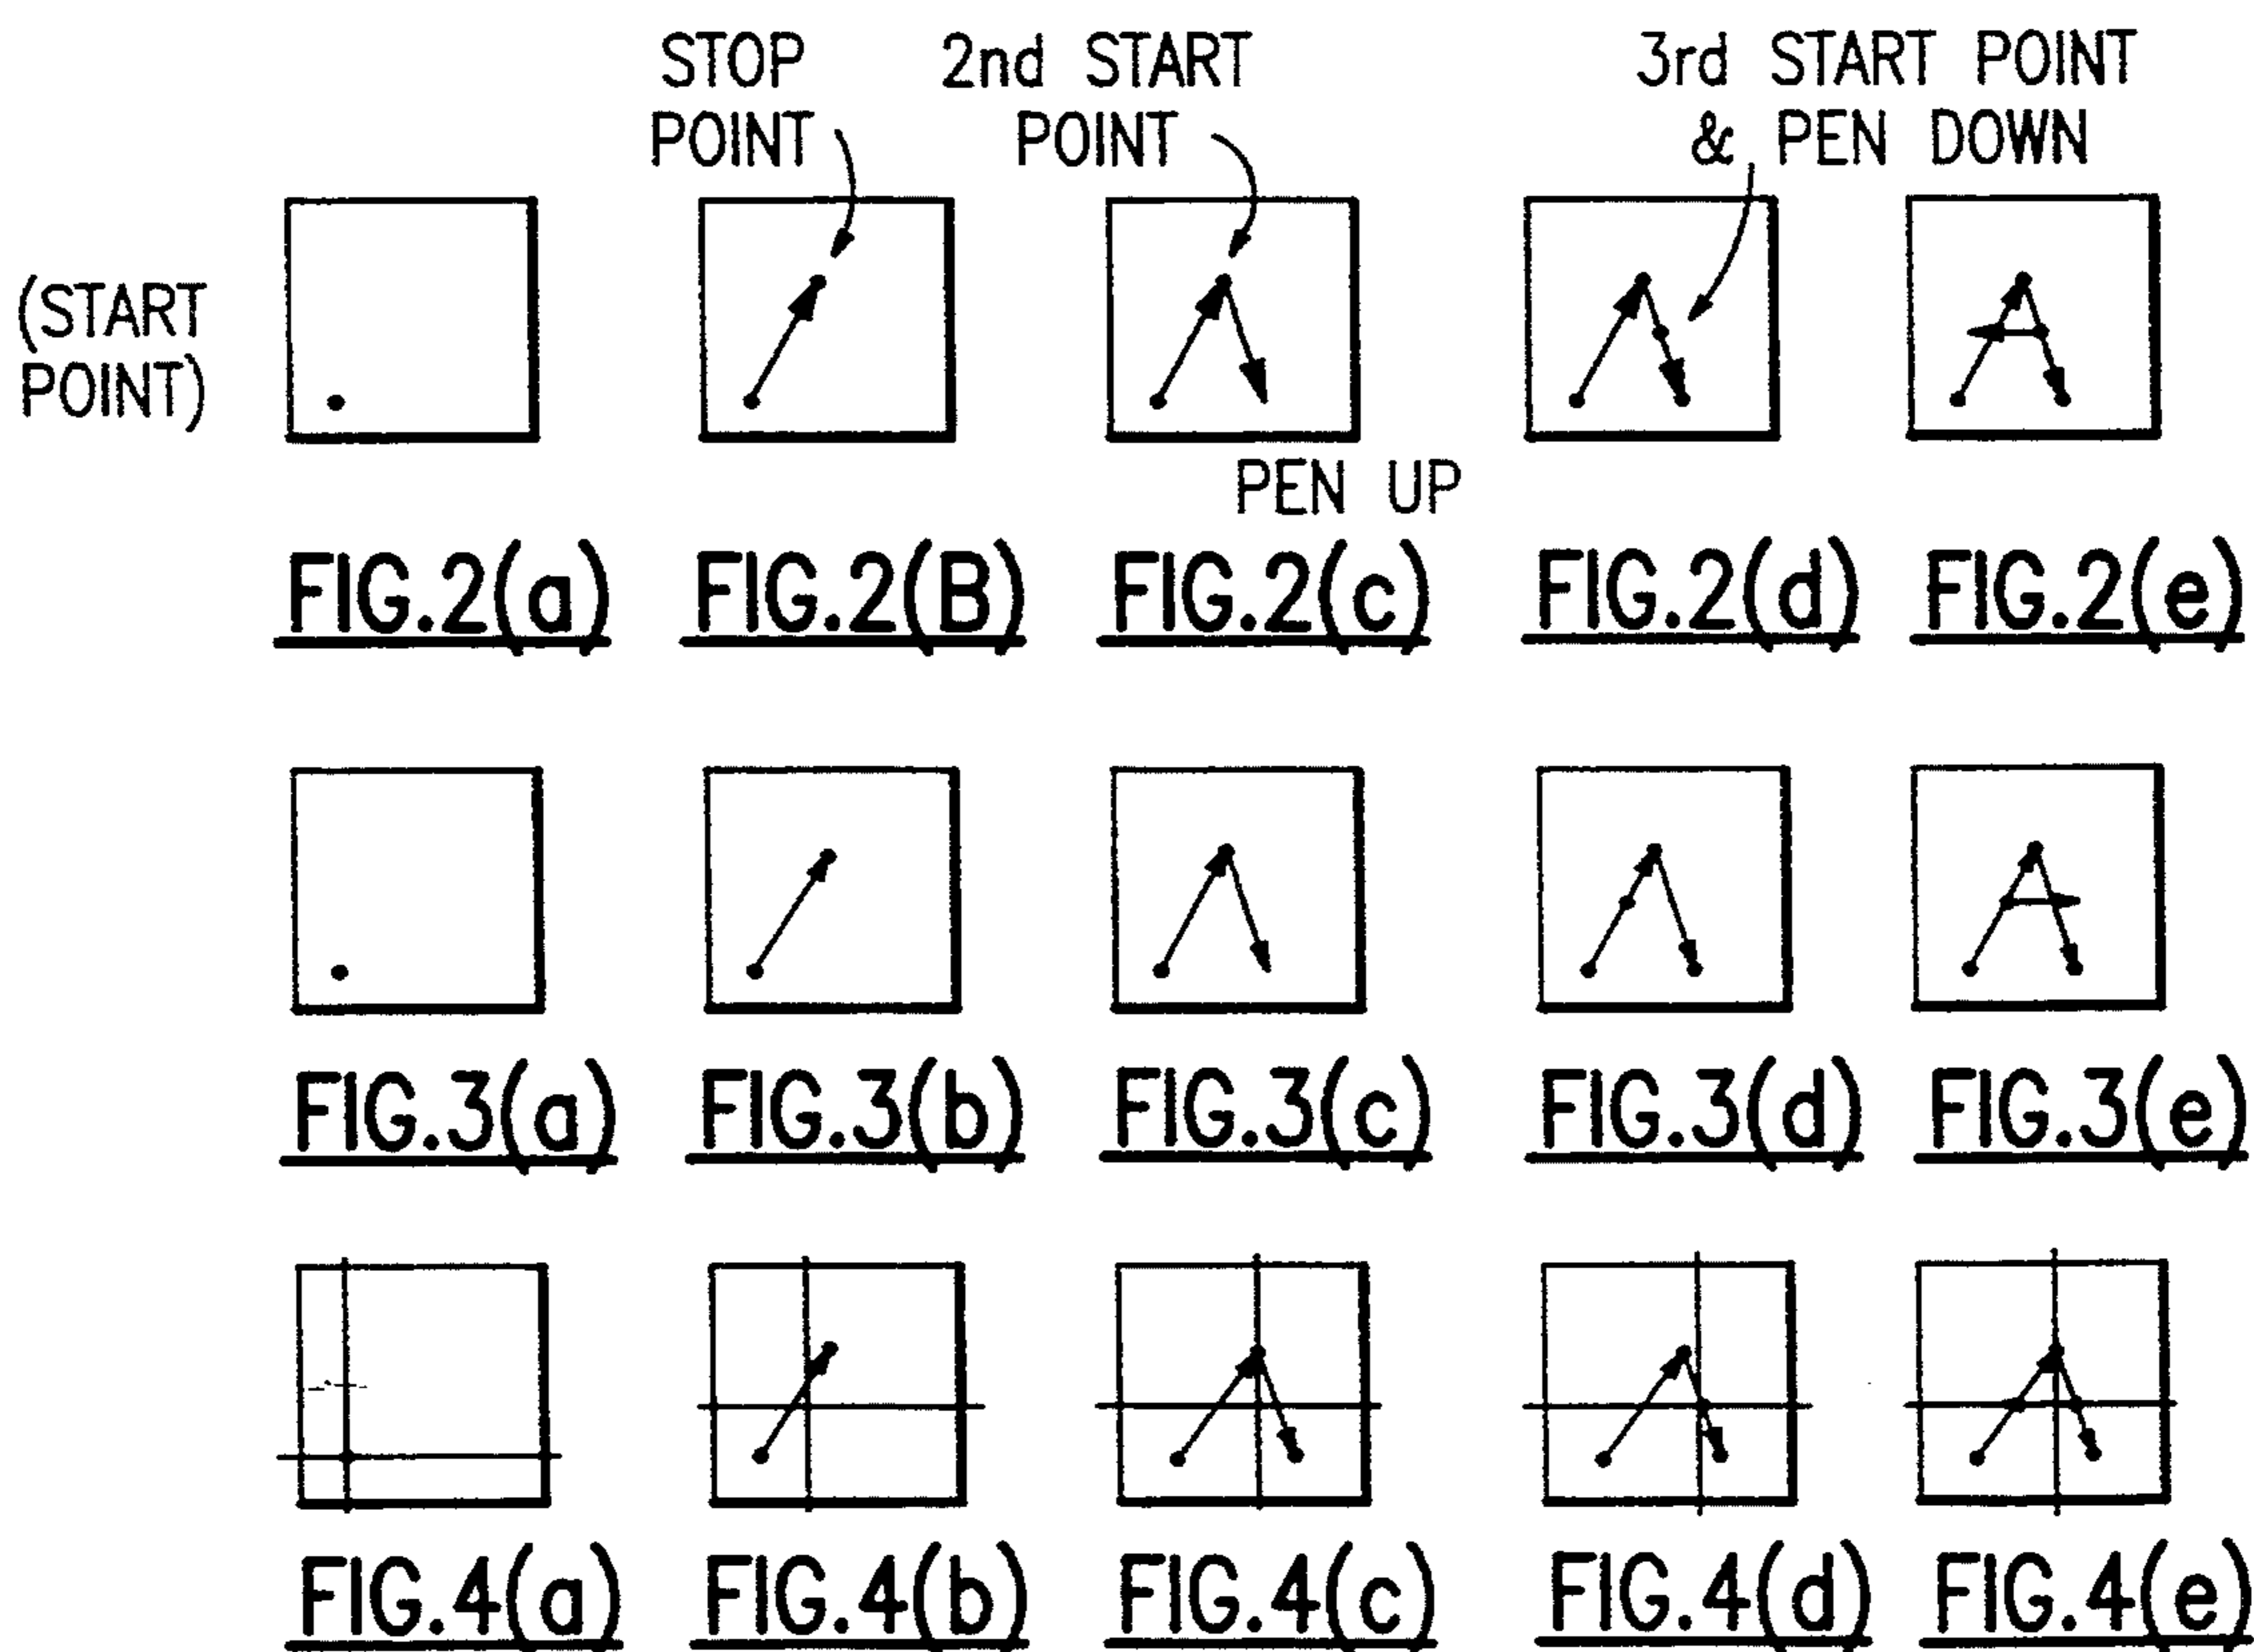 STOP
POINT
2nd START
POINT
3rd START POINT
& PEN DOWN
(START
POINT)
PEN UP
FIG.2(a)
FIG.2(B)
FIG.2(c)
FIG.2(d)
FIG.2(e)
FIG.3(a)
FIG.3(b)
FIG.3(c)
FIG.3(d)
FIG.3(e)
FIG.4(a)
FIG.4(b)
FIG.4(c)
FIG.4(d)
FIG.4(e)